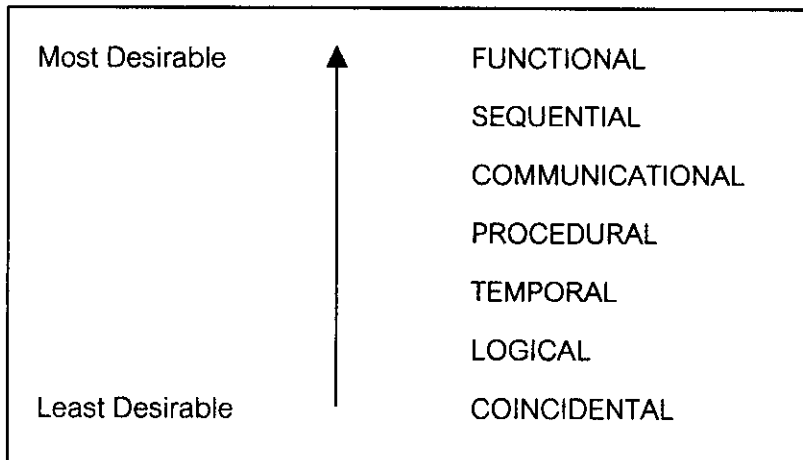 Most Desirable FUNCTIONAL
SEQUENTIAL
COMMUNICATIONAL
PROCEDURAL
TEMPORAL
LOGICAL
Least Desirable COINCIDENTAL